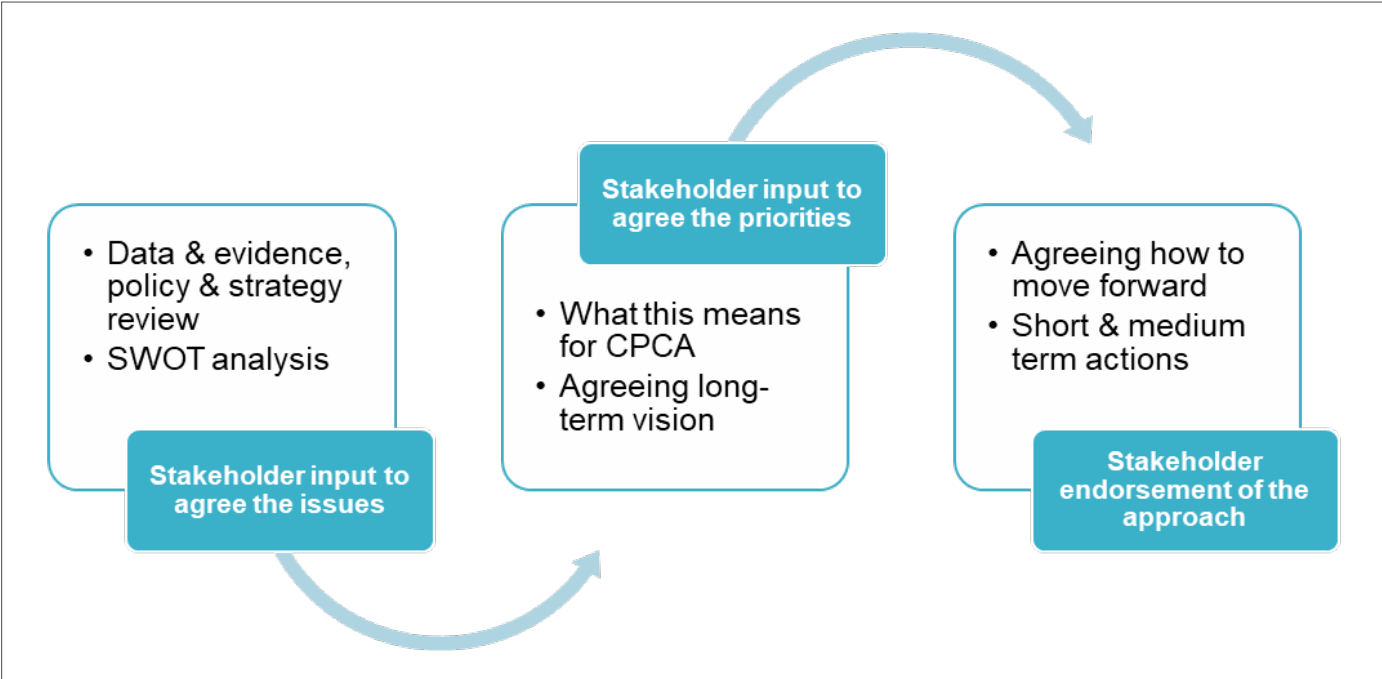 • Data & evidence,
policy & strategy
review
• SWOT analysis
Stakeholder input to
agree the issues
Stakeholder input to
agree the priorities
• What this means
for CPCA
• Agreeing long-
term vision
• Agreeing how to
move forward
• Short & medium
term actions
Stakeholder
endorsement of the
approach